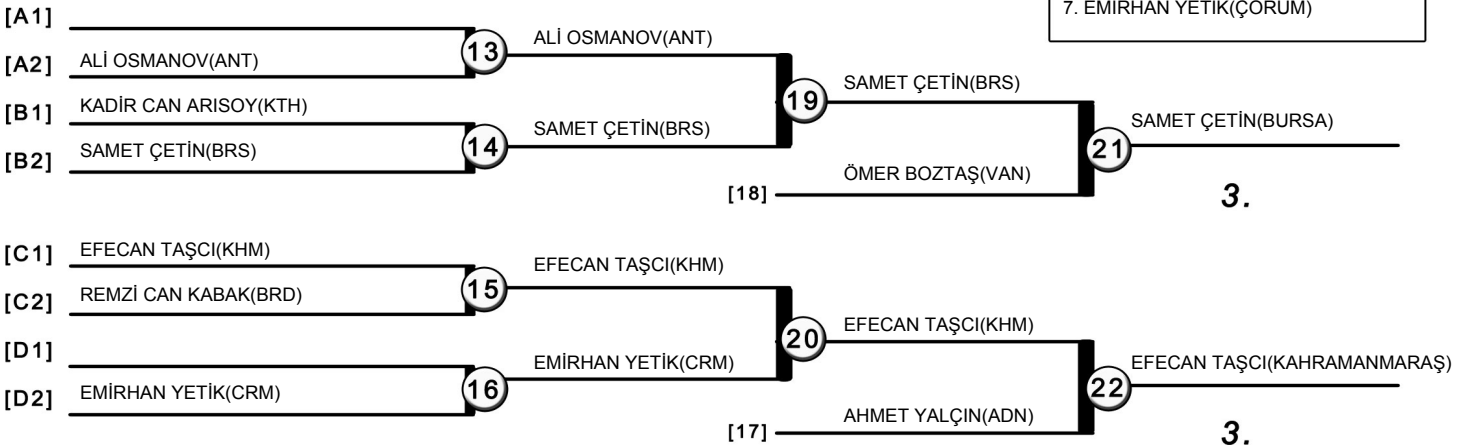 7. EMİRHAN YETİK(ÇORUM)
[A1]
[A2] ALİ OSMANOV(ANT)
13
ALİ OSMANOV(ANT)
[B1] KADİR CAN ARISOY(KTH)
[B2] SAMET ÇETİN(BRS)
14
SAMET ÇETİN(BRS)
19
SAMET ÇETİN(BRS)
[18] ÖMER BOZTAŞ(VAN)
21
SAMET ÇETİN(BURSA)
3.
[C1] EFECAN TAŞCI(KHM)
[C2] REMZİ CAN KABAK(BRD)
15
EFECAN TAŞCI(KHM)
[D1]
[D2] EMİRHAN YETİK(CRM)
16
EMİRHAN YETİK(CRM)
20
EFECAN TAŞCI(KHM)
[17] AHMET YALÇIN(ADN)
22
EFECAN TAŞCI(KAHRAMANMARAŞ)
3.